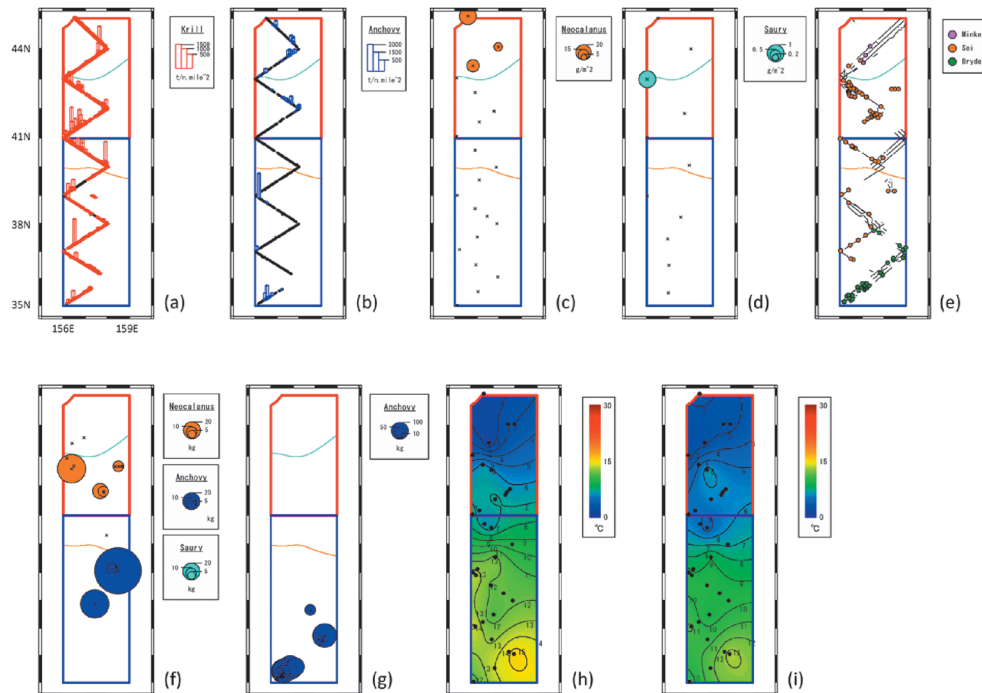 44N
41N
38N
35N
156E
159E
Krill
1500
1000
500
t/n.mile^2
(a)
Anchovy
3000
1500
500
t/n.mile^2
(b)
Neocalanus
15
20
5
g/m^2
(c)
Saury
0.5
1
0.2
g/m^2
(d)
Minke
Sei
Bryde
(e)
Neocalanus
10
20
5
kg
Anchovy
10
20
5
kg
Saury
10
20
5
kg
(f)
Anchovy
50
100
10
kg
(g)
30
15
0
℃
(h)
30
15
0
℃
(i)